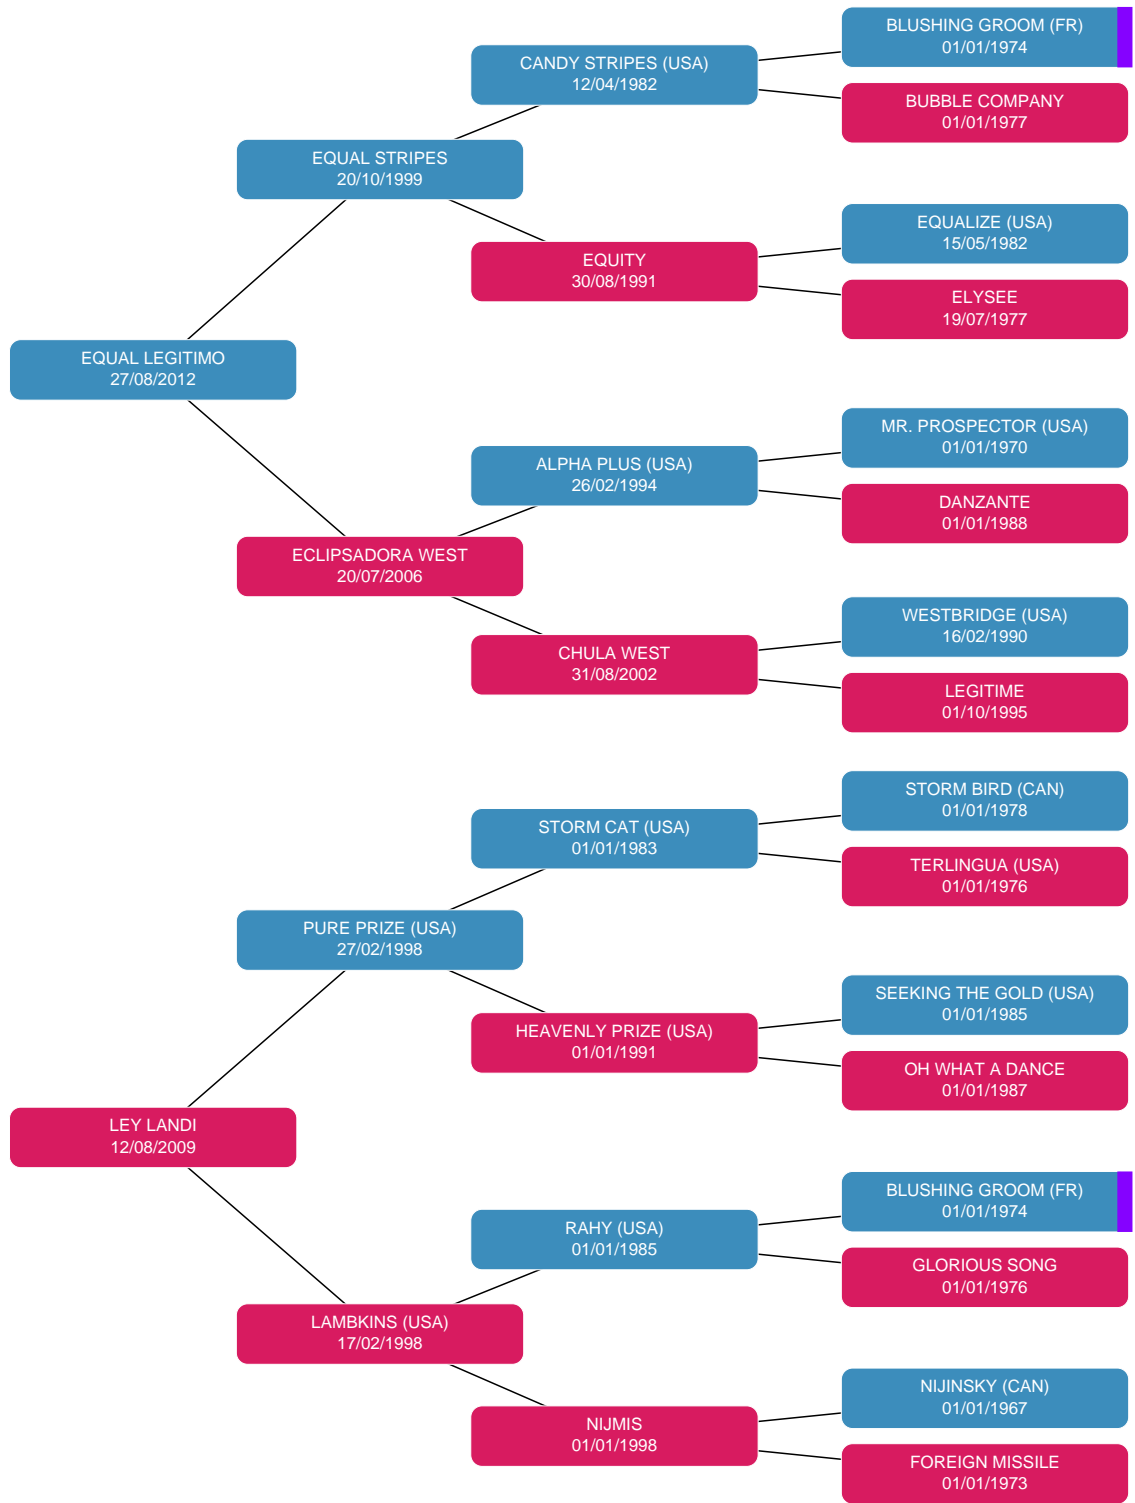 BLUSHING GROOM (FR)
01/01/1974
CANDY STRIPES (USA)
12/04/1982
BUBBLE COMPANY
01/01/1977
EQUAL STRIPES
20/10/1999
EQUALIZE (USA)
15/05/1982
EQUITY
30/08/1991
ELYSEE
19/07/1977
EQUAL LEGITIMO
27/08/2012
MR. PROSPECTOR (USA)
01/01/1970
ALPHA PLUS (USA)
26/02/1994
DANZANTE
01/01/1988
ECLIPSADORA WEST
20/07/2006
WESTBRIDGE (USA)
16/02/1990
CHULA WEST
31/08/2002
LEGITIME
01/10/1995
STORM BIRD (CAN)
01/01/1978
STORM CAT (USA)
01/01/1983
TERLINGUA (USA)
01/01/1976
PURE PRIZE (USA)
27/02/1998
SEEKING THE GOLD (USA)
01/01/1985
HEAVENLY PRIZE (USA)
01/01/1991
OH WHAT A DANCE
01/01/1987
LEY LANDI
12/08/2009
BLUSHING GROOM (FR)
01/01/1974
RAHY (USA)
01/01/1985
GLORIOUS SONG
01/01/1976
LAMBKINS (USA)
17/02/1998
NIJINSKY (CAN)
01/01/1967
NIJMIS
01/01/1998
FOREIGN MISSILE
01/01/1973